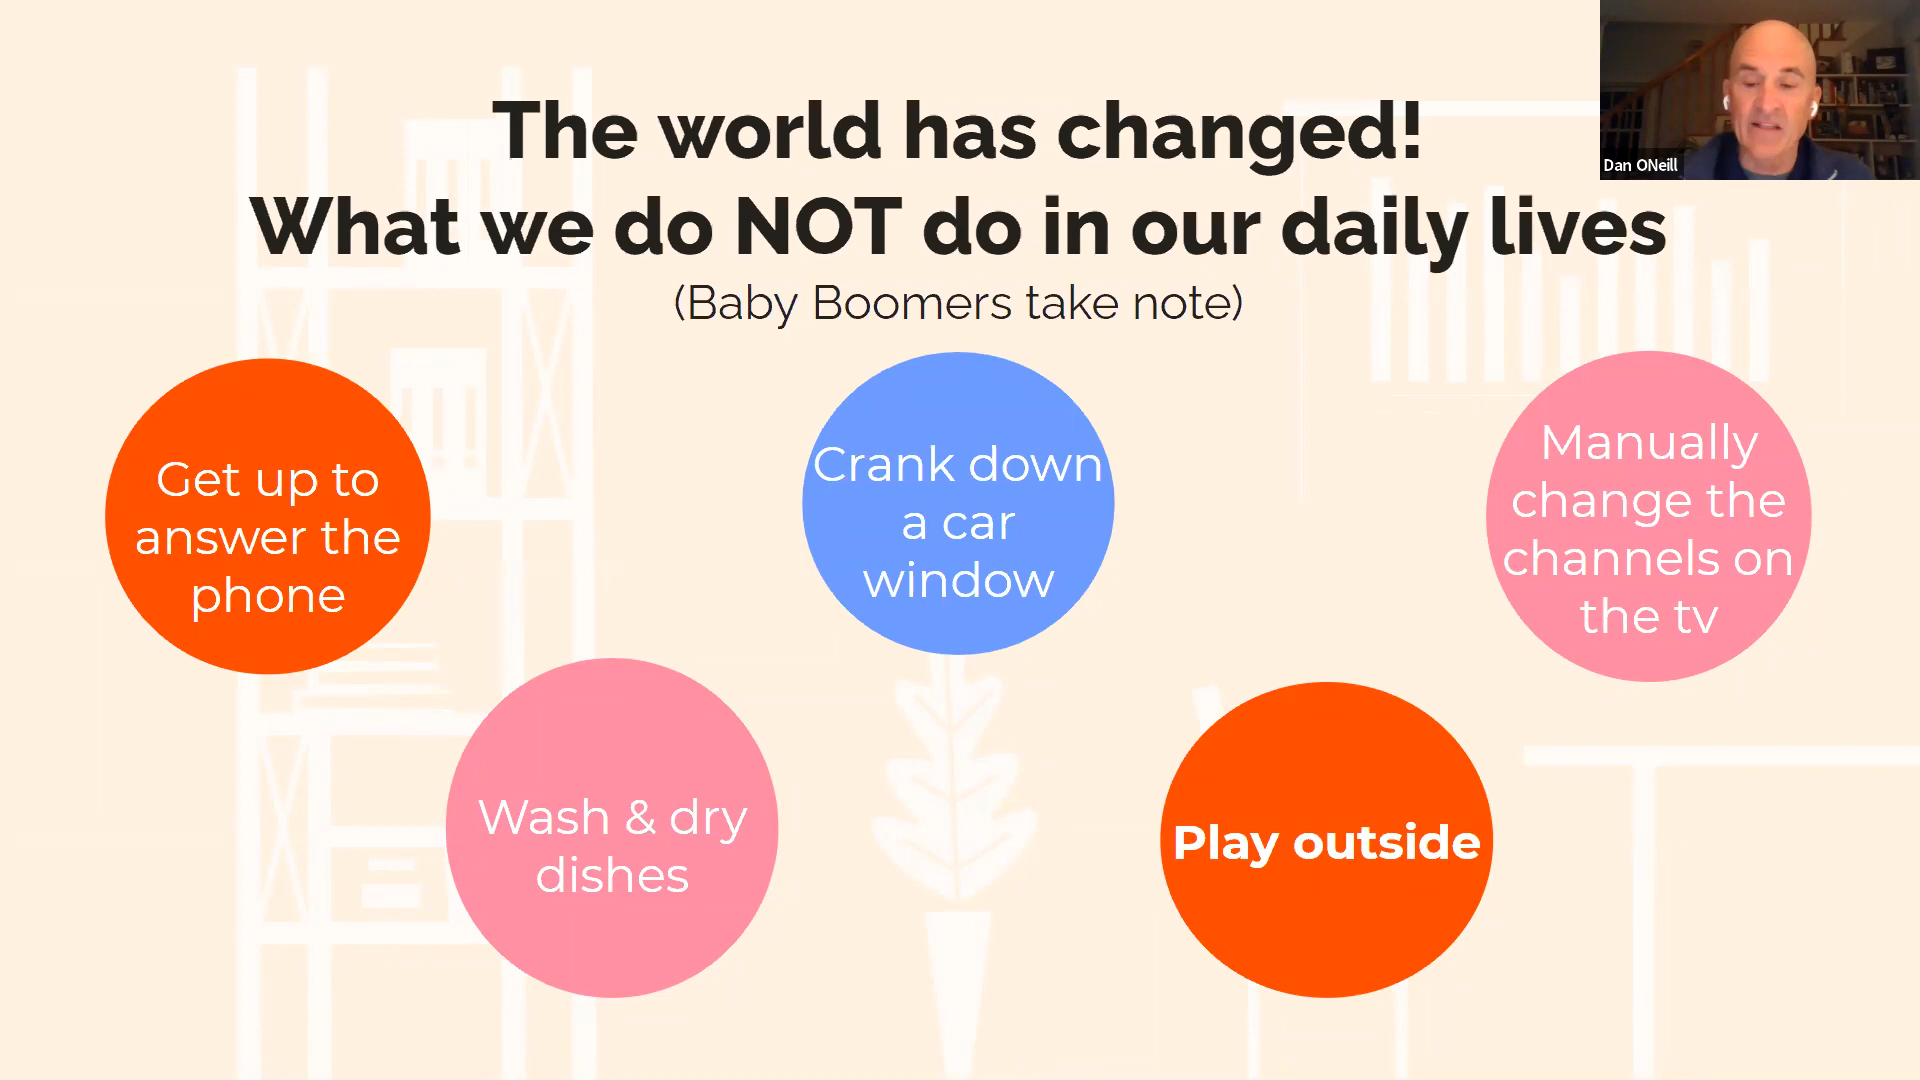 The world has changed!
What we do NOT do in our daily lives
(Baby Boomers take note)
Dan ONeill
Get up to
answer the
phone
Crank down
a car
window
Manually
change the
channels on
the tv
Wash & dry
dishes
Play outside